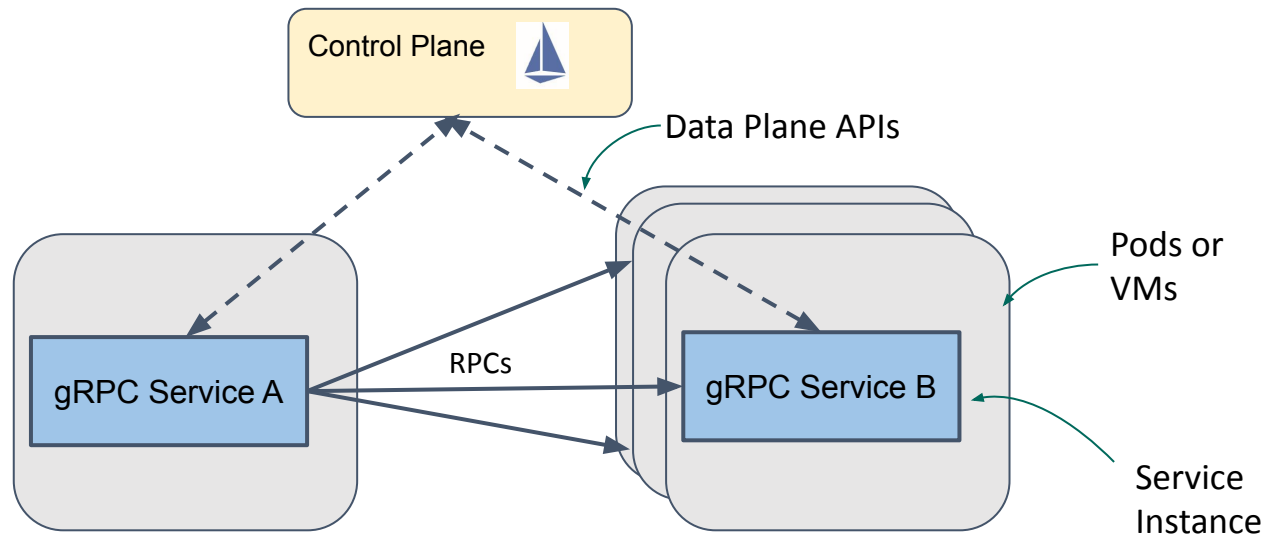 Control Plane
Data Plane APIs
Pods or
VMs
RPCs
gRPC Service A
gRPC Service B
Service
Instance